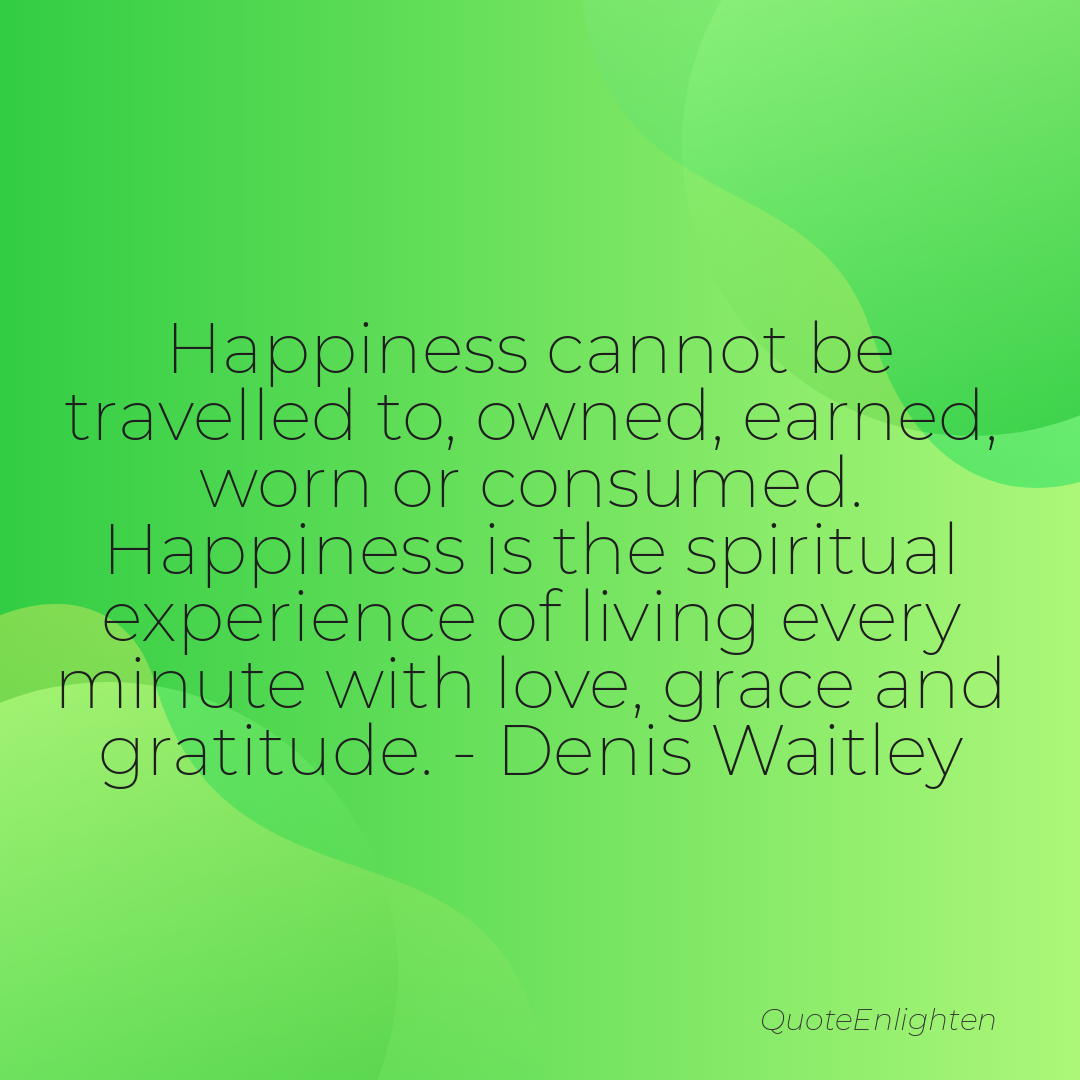 Happiness cannot be
travelled to, owned, earned,
worn or consumed.
Happiness is the spiritual
experience of living every
minute with love, grace and
gratitude. - Denis Waitley
QuoteEnlighten